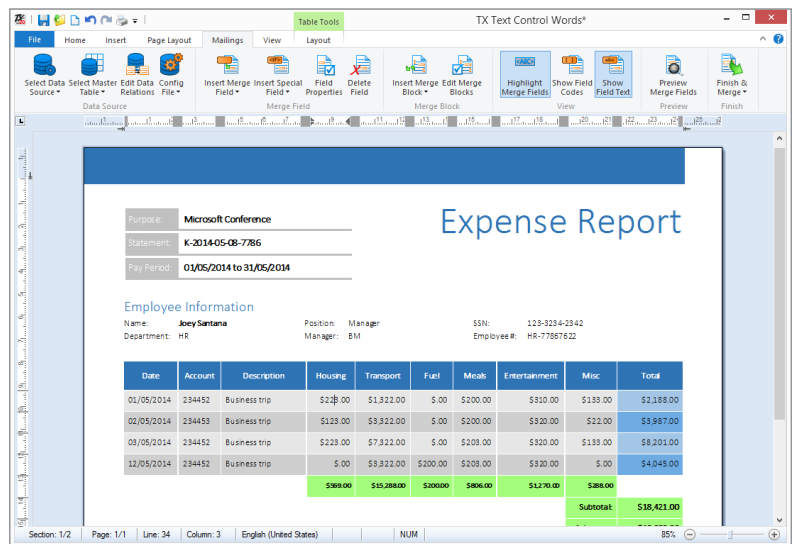 TX Text Control Words*
Table Tools
File Home Insert Page Layout Mailings View Layout
Select Data Source Select Master Table Edit Data Relations Config File
Insert Merge Field Insert Special Field Field Properties Delete Field
Insert Merge Block Edit Merge Blocks
Highlight Merge Fields Show Field Codes Show Field Text
Preview Merge Fields Finish & Merge
Data Source Merge Field Merge Block View Preview Finish
Expense Report
Purpose: Microsoft Conference
Statement: K-2014-05-08-7786
Pay Period: 01/05/2014 to 31/05/2014
Employee Information
Name: Joey Santana Position: Manager SSN: 123-3234-2342
Department: HR Manager: BM Employee #: HR-77867622
Date Account Description Housing Transport Fuel Meals Entertainment Misc Total
01/05/2014 234452 Business trip $223.00 $1,322.00 $.00 $200.00 $310.00 $133.00 $2,188.00
02/05/2014 234453 Business trip $123.00 $3,322.00 $.00 $200.00 $320.00 $22.00 $3,987.00
03/05/2014 234452 Business trip $223.00 $7,322.00 $.00 $203.00 $320.00 $133.00 $8,201.00
12/05/2014 234452 Business trip $.00 $3,322.00 $200.00 $203.00 $320.00 $.00 $4,045.00
$569.00 $15,288.00 $200.00 $806.00 $1,270.00 $288.00
Subtotal: $18,421.00
Section: 1/2 Page: 1/1 Line: 34 Column: 3 English (United States) NUM 85%